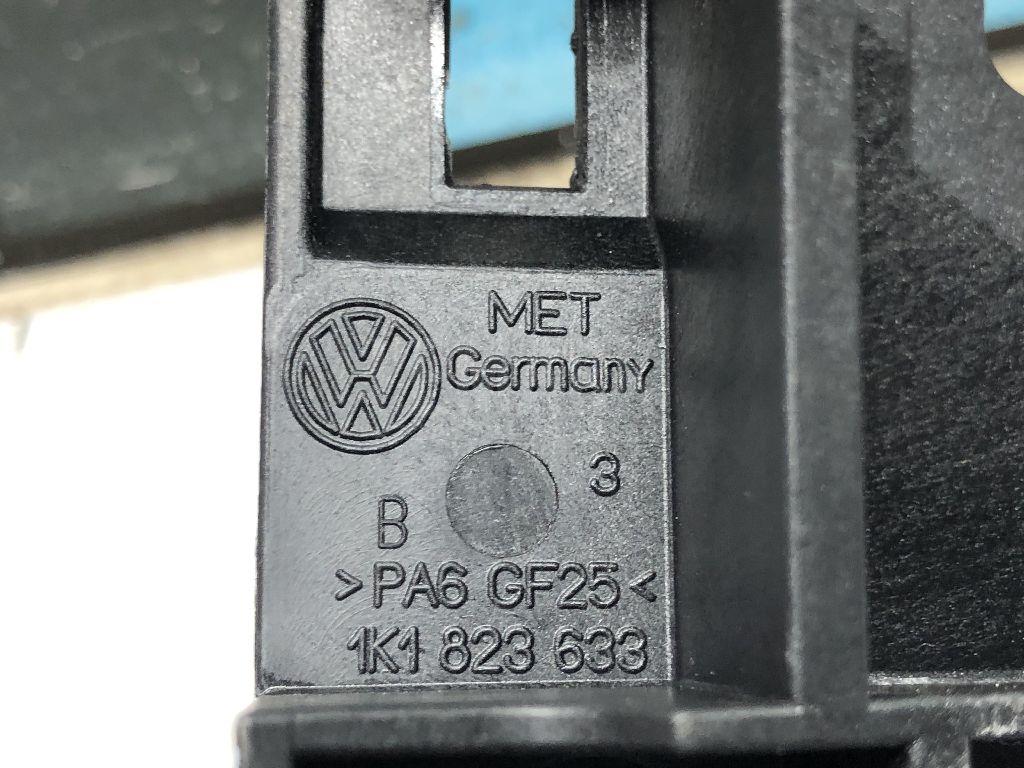 MET
Germany
3
B
>PA6 GF25<
1K1 823 633